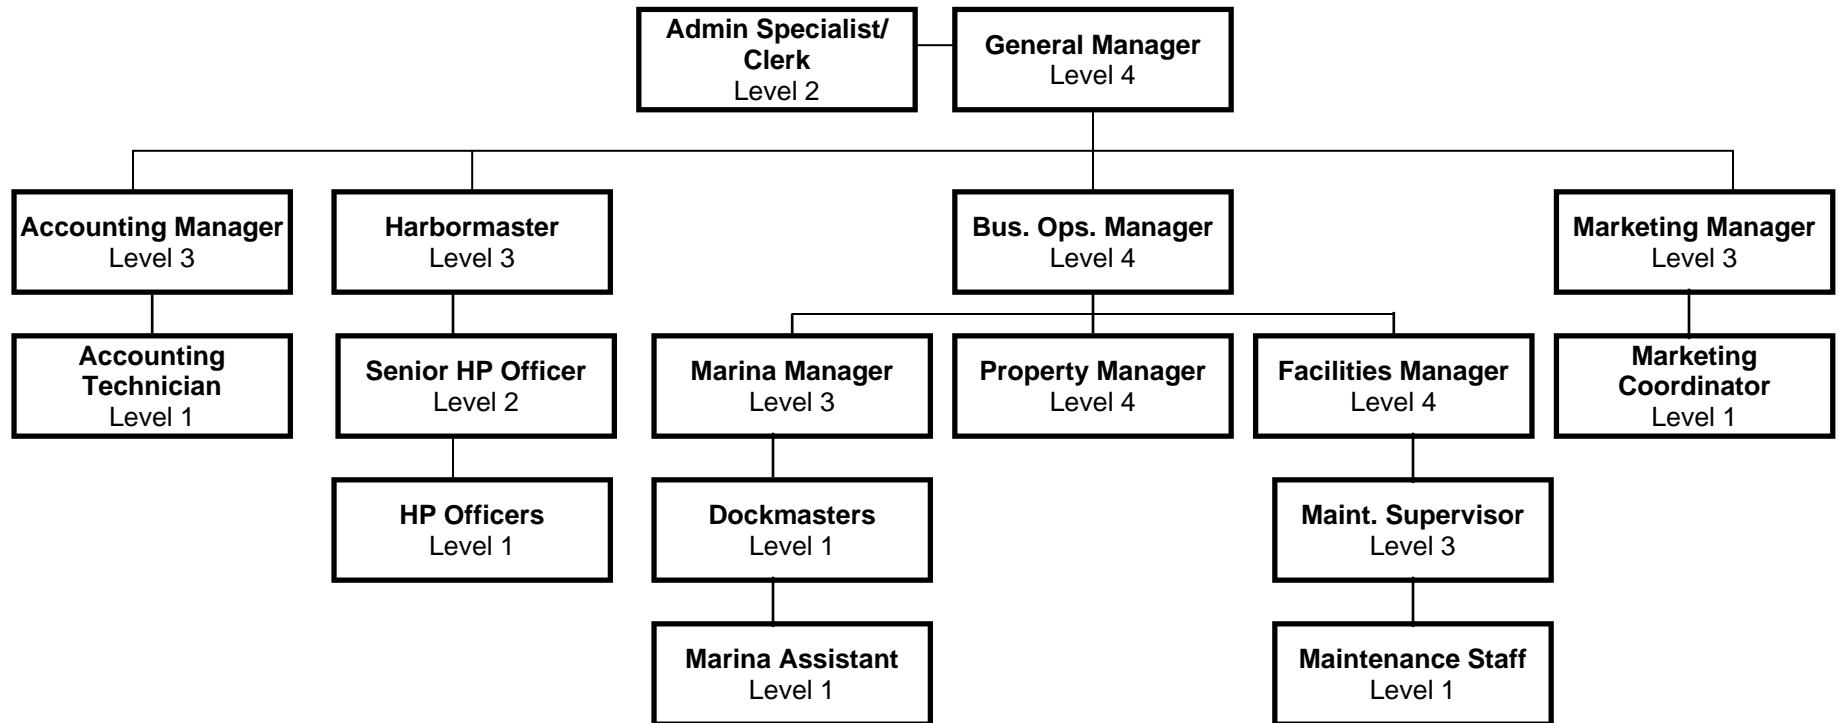 Admin Specialist/
Clerk
Level 2
General Manager
Level 4
Accounting Manager
Level 3
Harbormaster
Level 3
Bus. Ops. Manager
Level 4
Marketing Manager
Level 3
Accounting
Technician
Level 1
Senior HP Officer
Level 2
Marina Manager
Level 3
Property Manager
Level 4
Facilities Manager
Level 4
Marketing
Coordinator
Level 1
HP Officers
Level 1
Dockmasters
Level 1
Maint. Supervisor
Level 3
Marina Assistant
Level 1
Maintenance Staff
Level 1